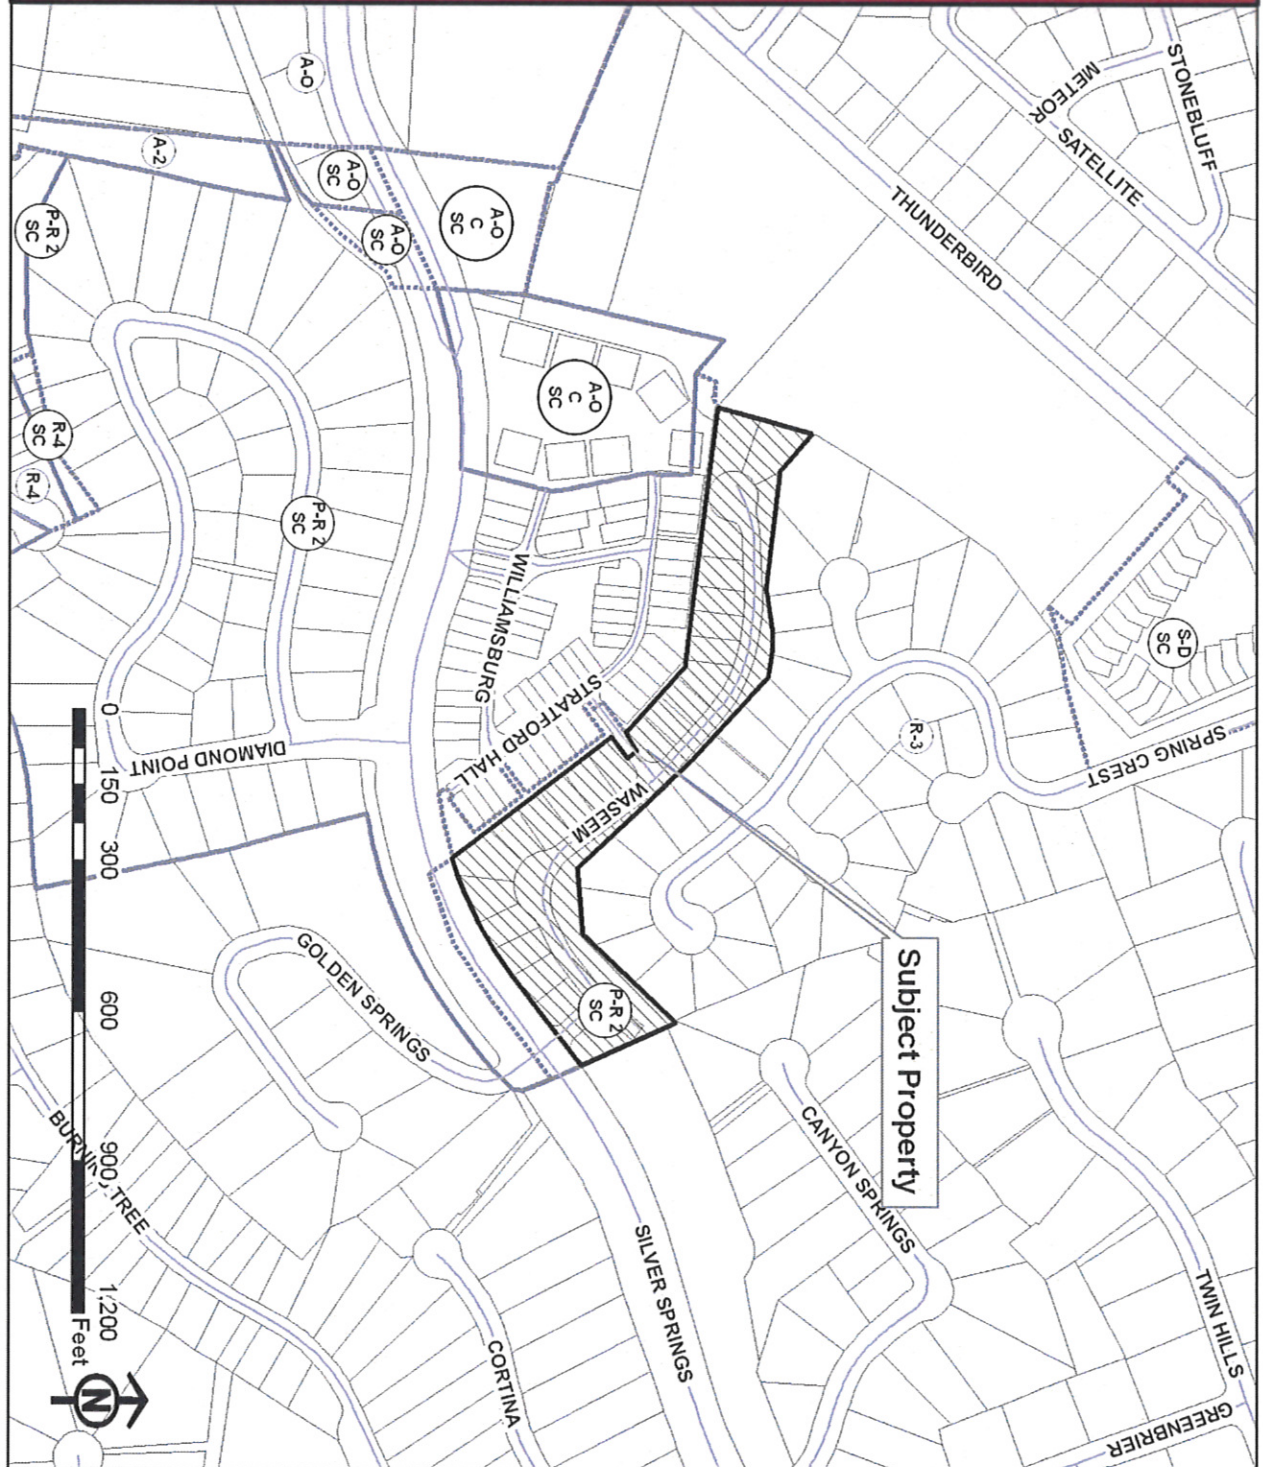 STONEBLUFF
METEOR
SATELLITE
THUNDERBIRD
A-O
A-2
A-O
SC
A-O
SC
A-O
C
SC
P-R 2
SC
A-O
C
SC
R-4
SC
R-4
P-R 2
SC
WILLIAMSBURG
STRATFORD HALL
WASEEM
DIAMOND POINT
R-3
S-D
SC
SPRING CREST
Subject Property
P-R 2
SC
GOLDEN SPRINGS
CANYON SPRINGS
TWIN HILLS
GREENBRIER
SILVER SPRINGS
CORTINA
BURNING TREE
0 150 300 600 900 1,200
Feet
N